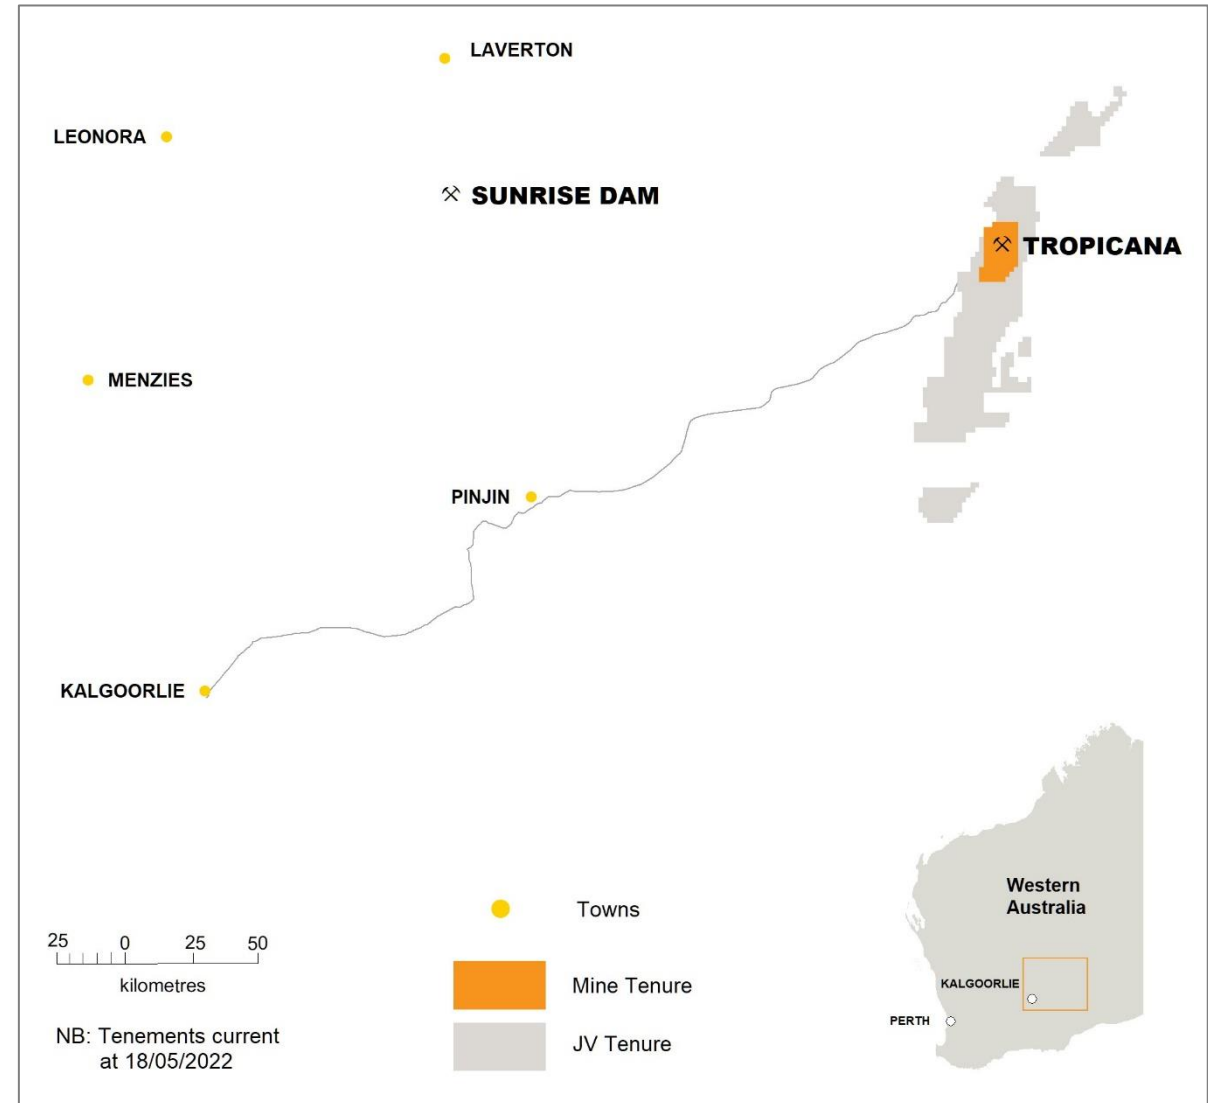 LAVERTON
LEONORA
SUNRISE DAM
TROPICANA
MENZIES
PINJIN
KALGOORLIE
Western
Australia
KALGOORLIE
PERTH
Towns
Mine Tenure
JV Tenure
25 0 25 50
kilometres
NB: Tenements current
at 18/05/2022